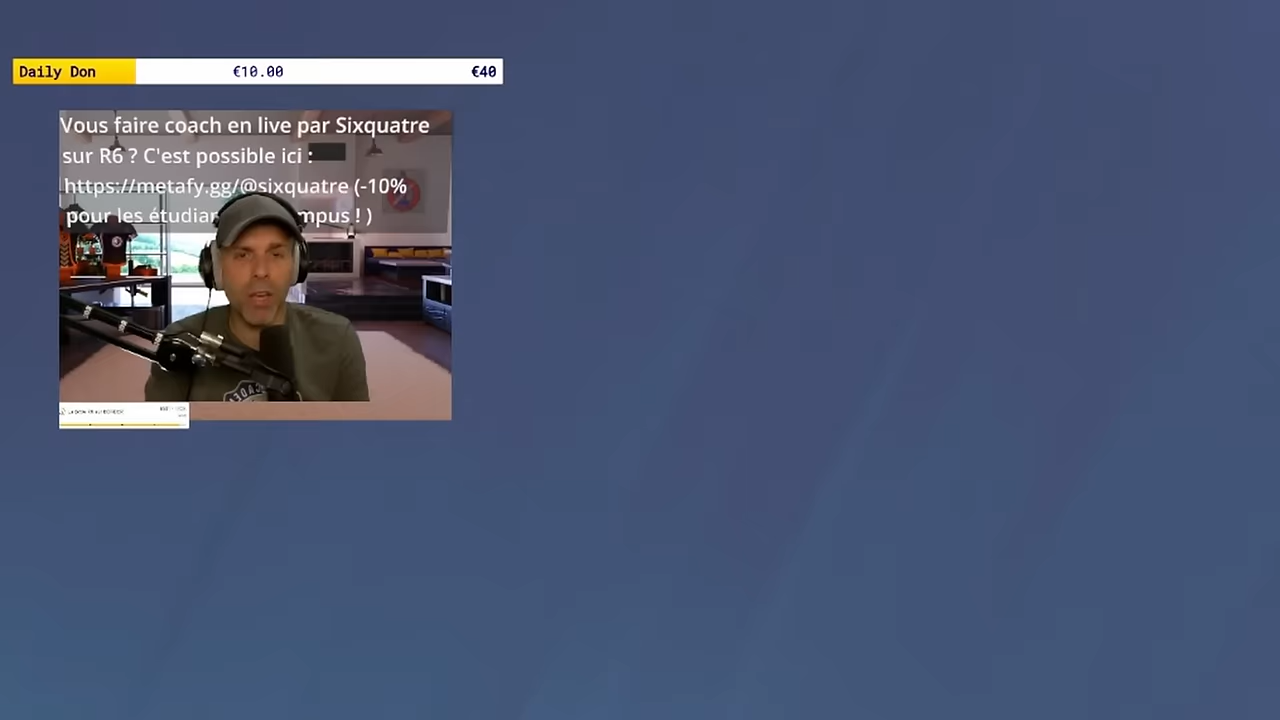 Daily Don €10.00 €40
Vous faire coach en live par Sixquatre
sur R6 ? C'est possible ici :
https://metafy.gg/@sixquatre (-10%
pour les étudian mpus ! )